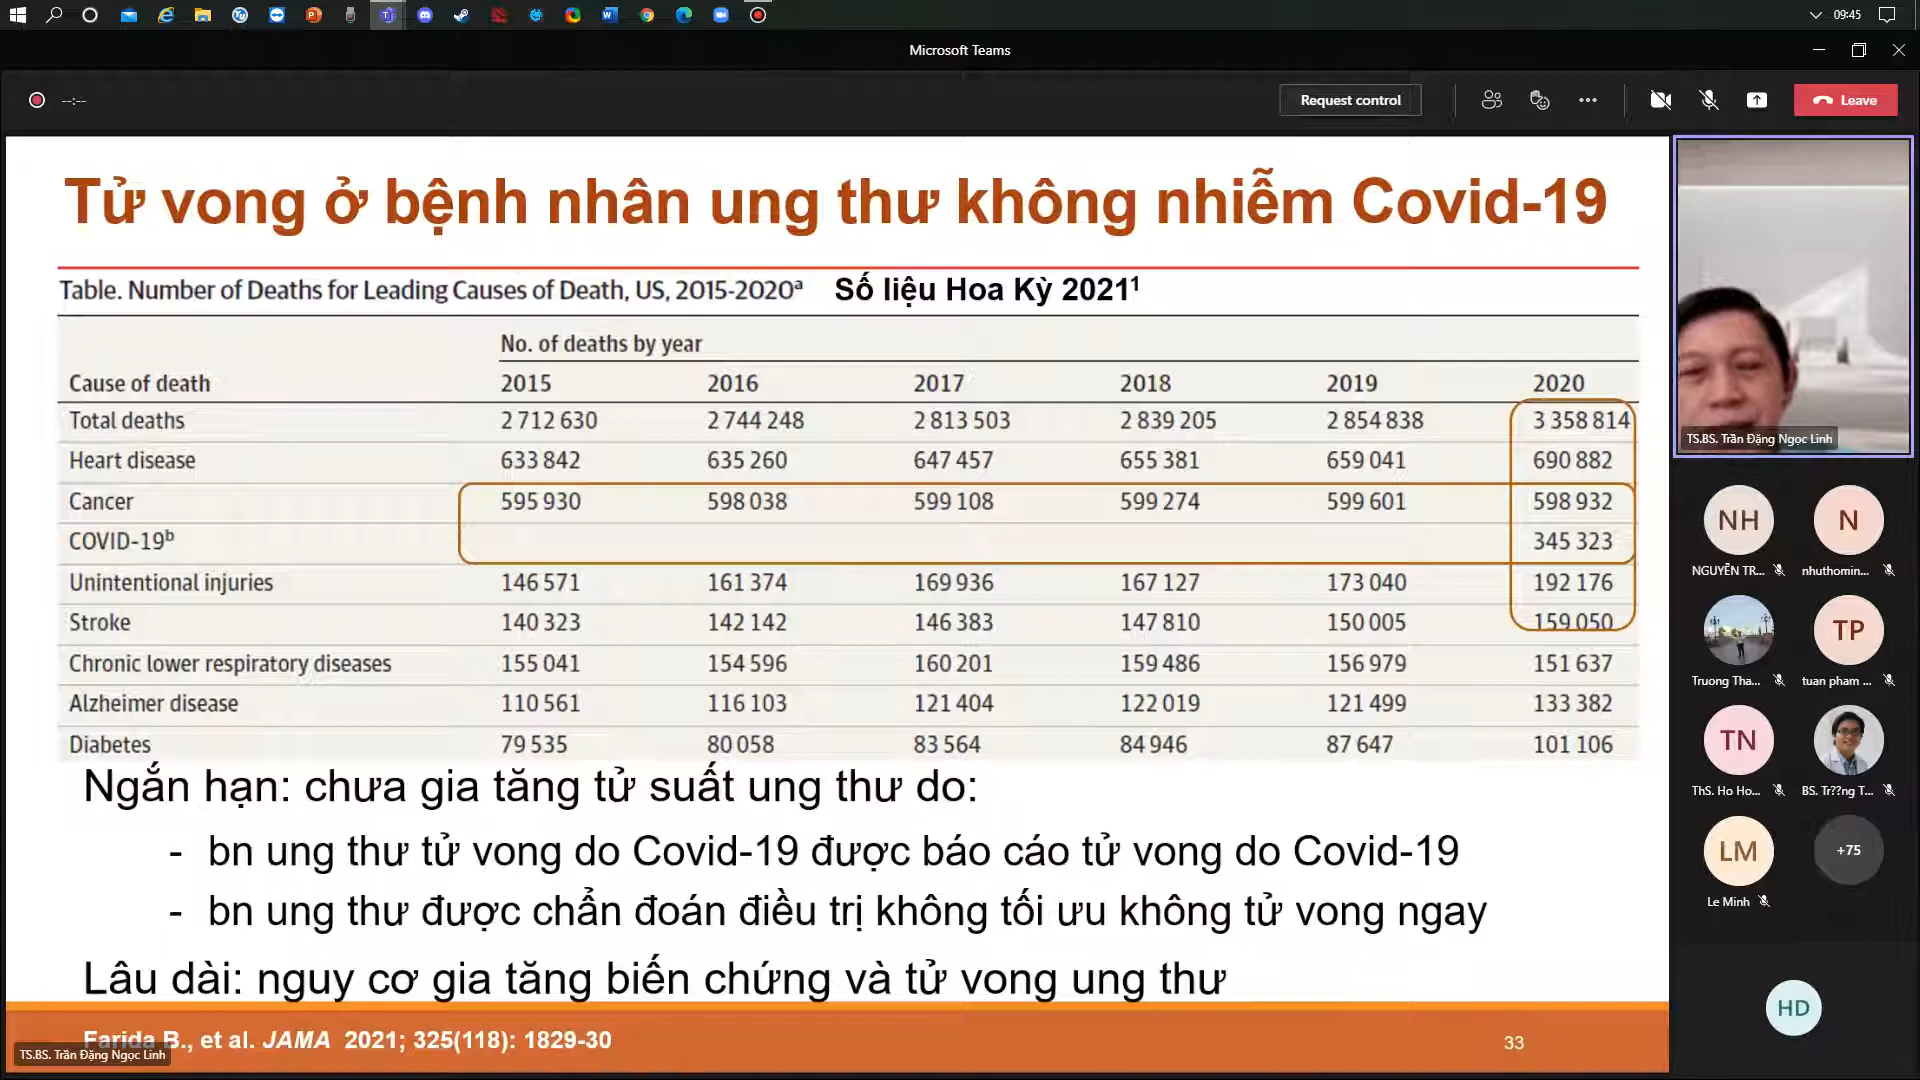 09:45
Microsoft Teams
--:--
Request control
Leave
Tử vong ở bệnh nhân ung thư không nhiễm Covid-19
Table. Number of Deaths for Leading Causes of Death, US, 2015-2020ᵃ Số liệu Hoa Kỳ 2021¹
No. of deaths by year
Cause of death 2015 2016 2017 2018 2019 2020
Total deaths 2 712 630 2 744 248 2 813 503 2 839 205 2 854 838 3 358 814
Heart disease 633 842 635 260 647 457 655 381 659 041 690 882
Cancer 595 930 598 038 599 108 599 274 599 601 598 932
COVID-19ᵇ 345 323
Unintentional injuries 146 571 161 374 169 936 167 127 173 040 192 176
Stroke 140 323 142 142 146 383 147 810 150 005 159 050
Chronic lower respiratory diseases 155 041 154 596 160 201 159 486 156 979 151 637
Alzheimer disease 110 561 116 103 121 404 122 019 121 499 133 382
Diabetes 79 535 80 058 83 564 84 946 87 647 101 106
Ngắn hạn: chưa gia tăng tử suất ung thư do:
- bn ung thư tử vong do Covid-19 được báo cáo tử vong do Covid-19
- bn ung thư được chẩn đoán điều trị không tối ưu không tử vong ngay
Lâu dài: nguy cơ gia tăng biến chứng và tử vong ung thư
Farida B., et al. JAMA 2021; 325(118): 1829-30
33
TS.BS. Trần Đặng Ngọc Linh
TS.BS. Trần Đặng Ngọc Linh
NH N
NGUYỄN TR... nhuthomin...
TP
Truong Tha... tuan pham ...
TN
ThS. Ho Ho... BS. Tr??ng T...
LM +75
Le Minh
HD